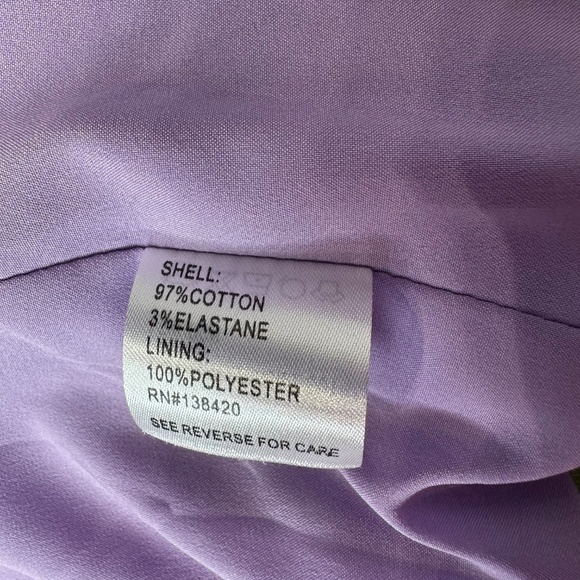 SHELL:
97%COTTON
3%ELASTANE
LINING:
100%POLYESTER
RN#138420
SEE REVERSE FOR CARE